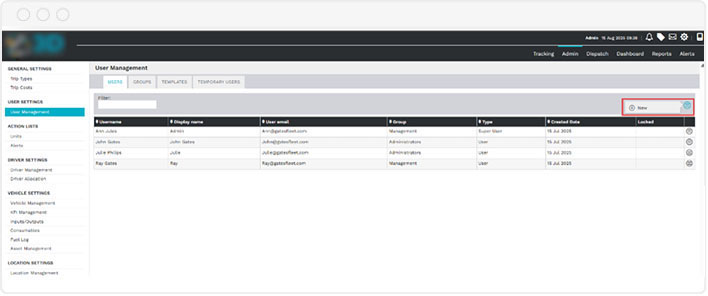 3D
Admin 15 Aug 2025 09:28
Tracking Admin Dispatch Dashboard Reports Alerts
GENERAL SETTINGS
Trip Types
Trip Costs
USER SETTINGS
User Management
ACTION LISTS
Units
Alerts
DRIVER SETTINGS
Driver Management
Driver Allocation
VEHICLE SETTINGS
Vehicle Management
KPI Management
Inputs/Outputs
Consumables
Fuel Log
Asset Management
LOCATION SETTINGS
Location Management
User Management
USERS GROUPS TEMPLATES TEMPORARY USERS
Filter:
New
Username Display name User email Group Type Created Date Locked
Ann Jules Admin Ann@gatesfleet.com Management Super User 15 Jul 2025
John Gates John Gates John@gatesfleet.com Administrators User 15 Jul 2025
Julie Philips Julie Julie@gatesfleet.com Administrators User 15 Jul 2025
Ray Gates Ray Ray@gatesfleet.com Management User 15 Jul 2025